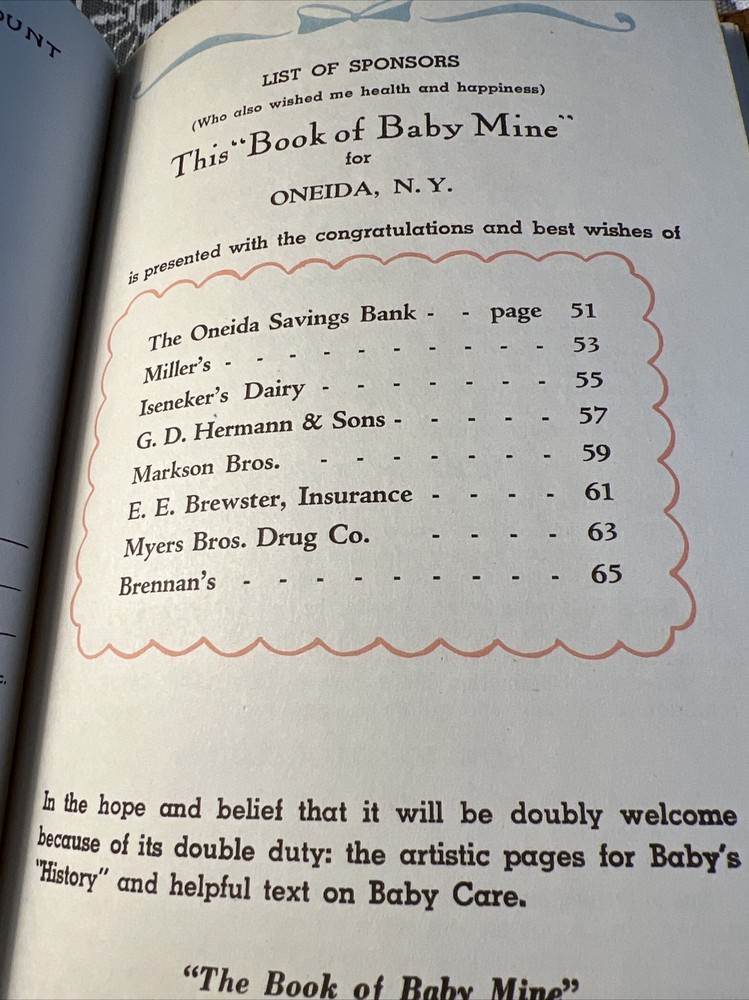 OUNT
LIST OF SPONSORS
(Who also wished me health and happiness)
This "Book of Baby Mine"
for
ONEIDA, N. Y.
is presented with the congratulations and best wishes of
The Oneida Savings Bank - - page 51
Miller's - - - - - - - - - - 53
Iseneker's Dairy - - - - - - - 55
G. D. Hermann & Sons - - - - - 57
Markson Bros. - - - - - - - 59
E. E. Brewster, Insurance - - - - 61
Myers Bros. Drug Co. - - - - 63
Brennan's - - - - - - - - - 65
In the hope and belief that it will be doubly welcome
because of its double duty: the artistic pages for Baby's
"History" and helpful text on Baby Care.
"The Book of Baby Mine"